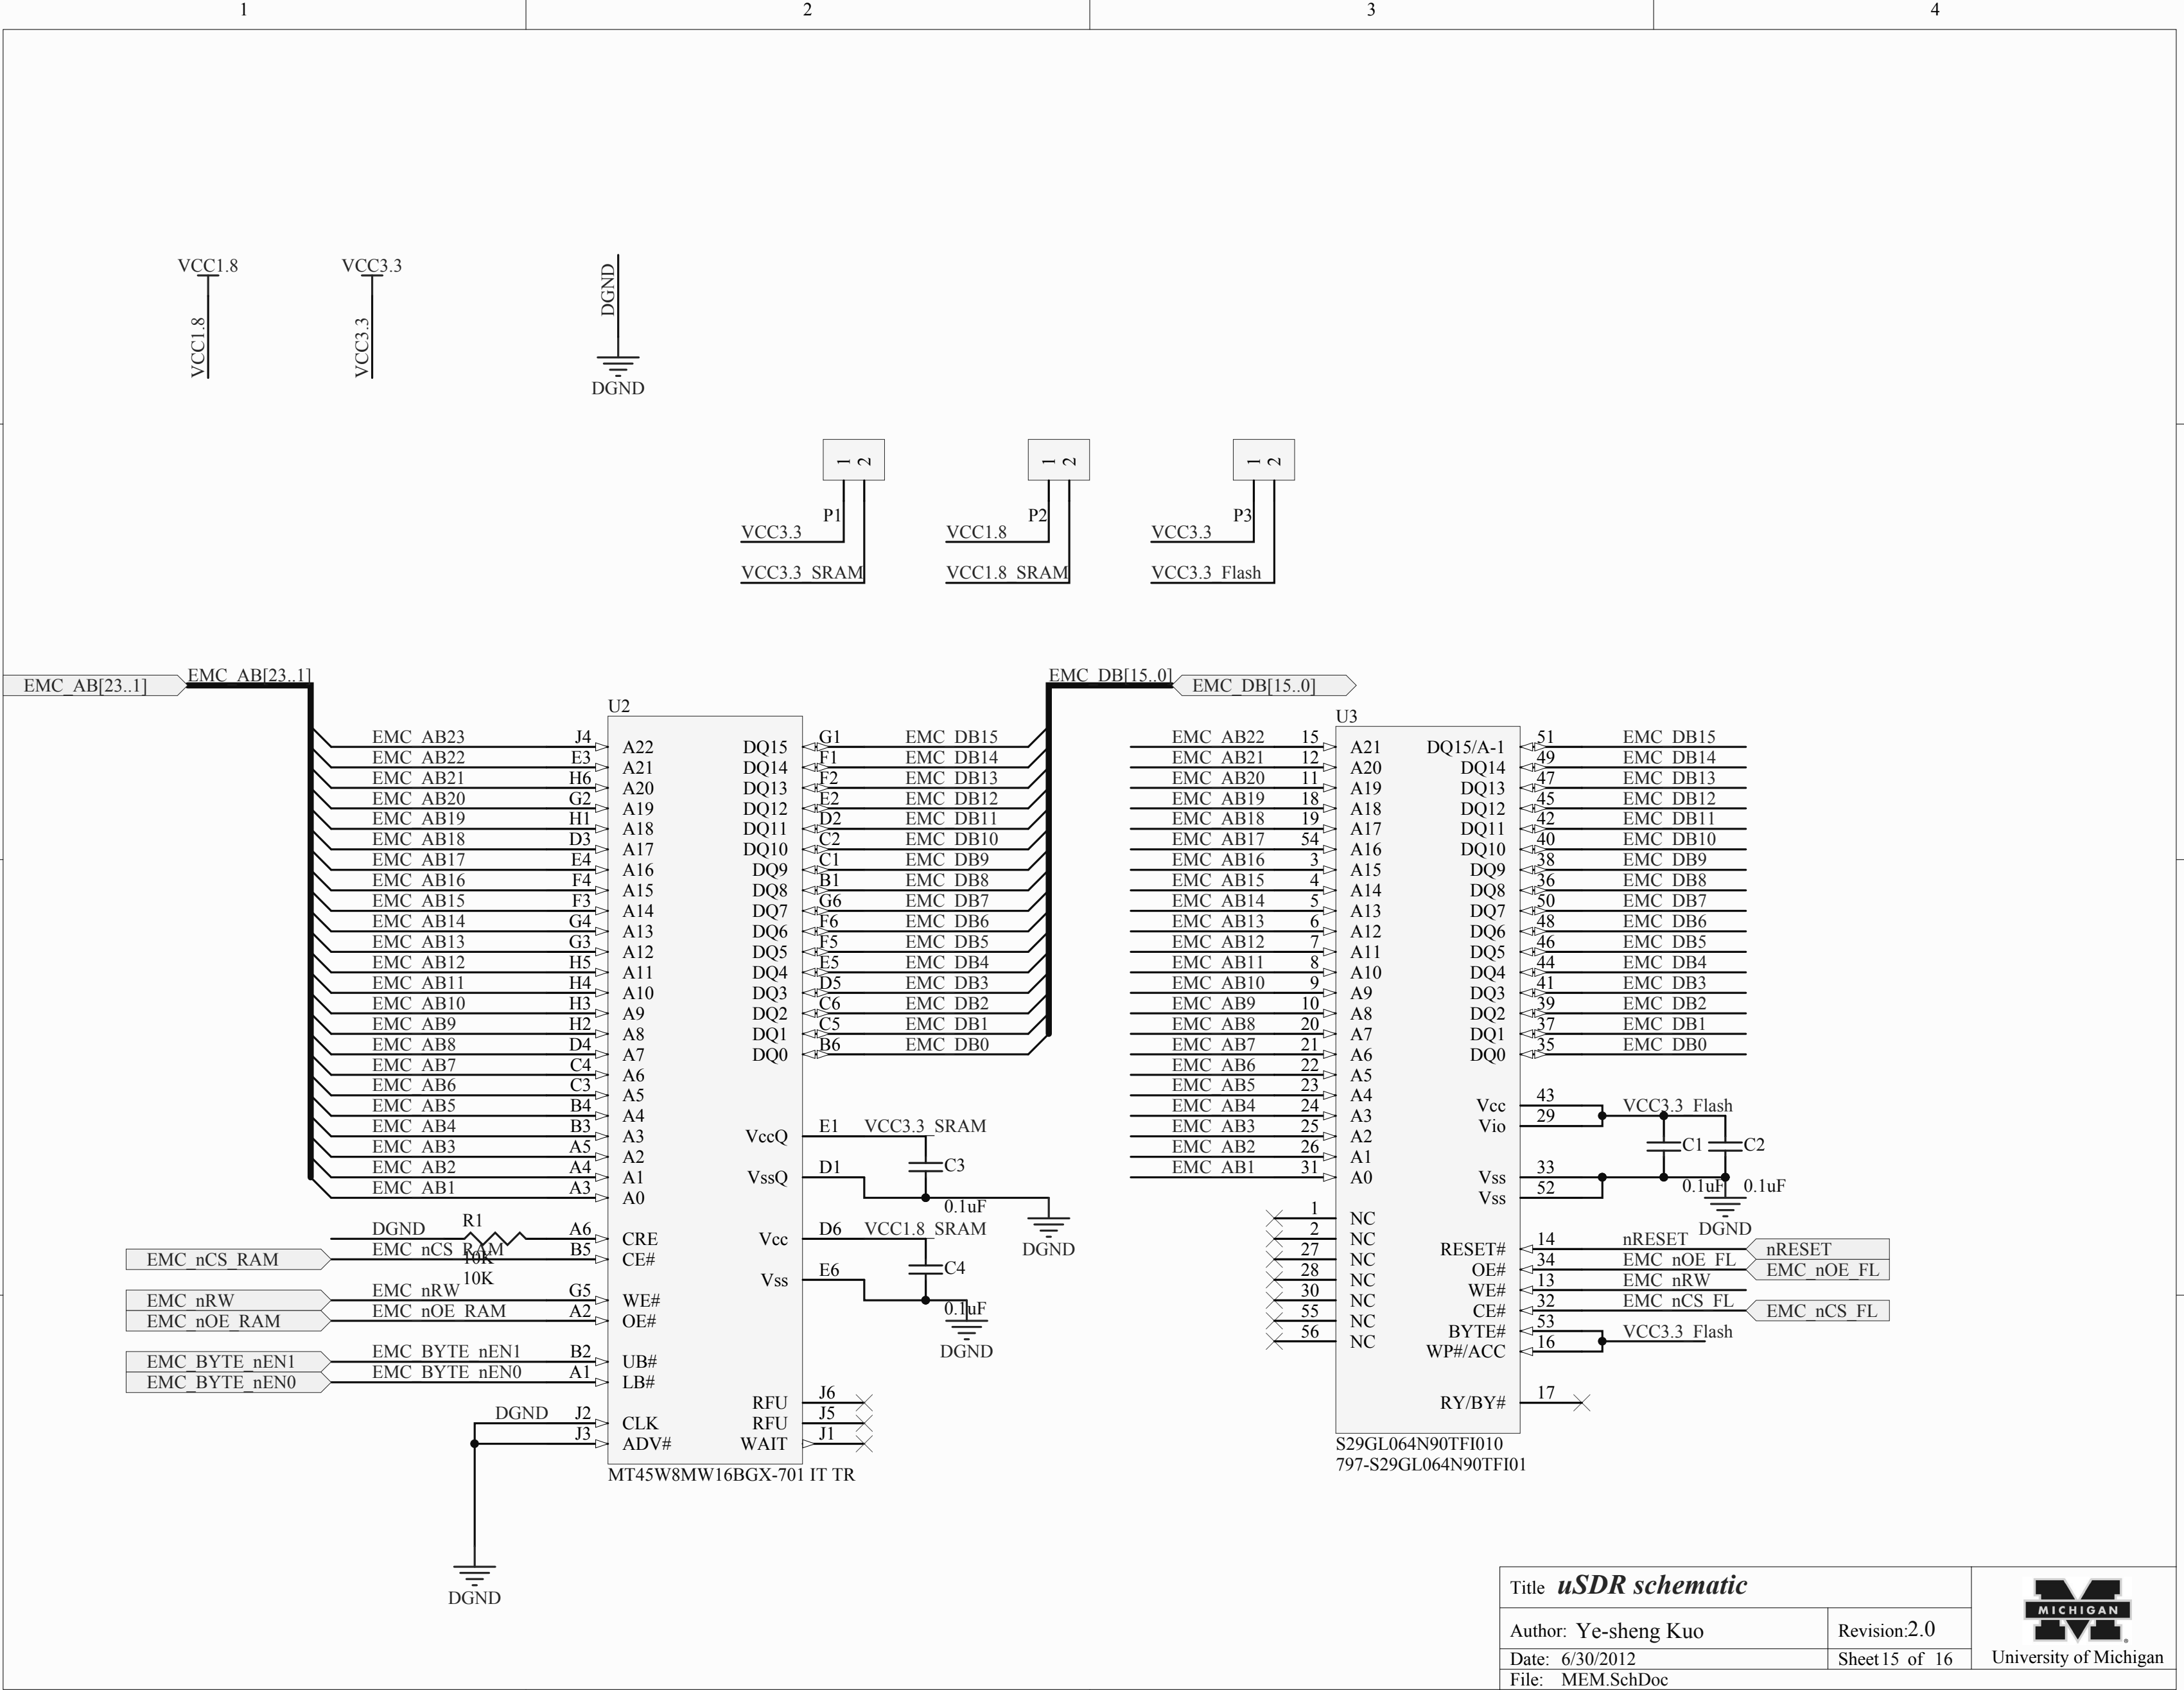 1 2 3 4
VCC1.8 VCC3.3
VCC1.8 VCC3.3 DGND
DGND
1 2 1 2 1 2
P1 P2 P3
VCC3.3 VCC1.8 VCC3.3
VCC3.3_SRAM VCC1.8_SRAM VCC3.3_Flash
EMC_AB[23..1] EMC_AB[23..1] EMC_DB[15..0] EMC_DB[15..0]
U2
EMC_AB23 J4 A22 DQ15 G1 EMC_DB15
EMC_AB22 E3 A21 DQ14 F1 EMC_DB14
EMC_AB21 H6 A20 DQ13 F2 EMC_DB13
EMC_AB20 G2 A19 DQ12 E2 EMC_DB12
EMC_AB19 H1 A18 DQ11 D2 EMC_DB11
EMC_AB18 D3 A17 DQ10 C2 EMC_DB10
EMC_AB17 E4 A16 DQ9 C1 EMC_DB9
EMC_AB16 F4 A15 DQ8 B1 EMC_DB8
EMC_AB15 F3 A14 DQ7 G6 EMC_DB7
EMC_AB14 G4 A13 DQ6 F6 EMC_DB6
EMC_AB13 G3 A12 DQ5 F5 EMC_DB5
EMC_AB12 H5 A11 DQ4 E5 EMC_DB4
EMC_AB11 H4 A10 DQ3 D5 EMC_DB3
EMC_AB10 H3 A9 DQ2 C6 EMC_DB2
EMC_AB9 H2 A8 DQ1 C5 EMC_DB1
EMC_AB8 D4 A7 DQ0 B6 EMC_DB0
EMC_AB7 C4 A6
EMC_AB6 C3 A5
EMC_AB5 B4 A4
EMC_AB4 B3 A3 VccQ E1 VCC3.3_SRAM
EMC_AB3 A5 A2 C3
EMC_AB2 A4 A1 VssQ D1
EMC_AB1 A3 A0 0.1uF
DGND
DGND R1 A6 CRE Vcc D6 VCC1.8_SRAM
10K
10K
EMC_nCS_RAM EMC_nCS_RAM B5 CE# C4
Vss E6
EMC_nRW EMC_nRW G5 WE# 0.1uF
EMC_nOE_RAM EMC_nOE_RAM A2 OE#
DGND
EMC_BYTE_nEN1 EMC_BYTE_nEN1 B2 UB#
EMC_BYTE_nEN0 EMC_BYTE_nEN0 A1 LB#
RFU J6
DGND J2 CLK RFU J5
J3 ADV# WAIT J1
MT45W8MW16BGX-701 IT TR
DGND
U3
EMC_AB22 15 A21 DQ15/A-1 51 EMC_DB15
EMC_AB21 12 A20 DQ14 49 EMC_DB14
EMC_AB20 11 A19 DQ13 47 EMC_DB13
EMC_AB19 18 A18 DQ12 45 EMC_DB12
EMC_AB18 19 A17 DQ11 42 EMC_DB11
EMC_AB17 54 A16 DQ10 40 EMC_DB10
EMC_AB16 3 A15 DQ9 38 EMC_DB9
EMC_AB15 4 A14 DQ8 36 EMC_DB8
EMC_AB14 5 A13 DQ7 50 EMC_DB7
EMC_AB13 6 A12 DQ6 48 EMC_DB6
EMC_AB12 7 A11 DQ5 46 EMC_DB5
EMC_AB11 8 A10 DQ4 44 EMC_DB4
EMC_AB10 9 A9 DQ3 41 EMC_DB3
EMC_AB9 10 A8 DQ2 39 EMC_DB2
EMC_AB8 20 A7 DQ1 37 EMC_DB1
EMC_AB7 21 A6 DQ0 35 EMC_DB0
EMC_AB6 22 A5
EMC_AB5 23 A4 Vcc 43 VCC3.3_Flash
EMC_AB4 24 A3 Vio 29
EMC_AB3 25 A2 C1 C2
EMC_AB2 26 A1
EMC_AB1 31 A0 Vss 33
Vss 52 0.1uF 0.1uF
DGND
1 NC
2 NC RESET# 14 nRESET nRESET
27 NC OE# 34 EMC_nOE_FL EMC_nOE_FL
28 NC WE# 13 EMC_nRW
30 NC CE# 32 EMC_nCS_FL EMC_nCS_FL
55 NC BYTE# 53 VCC3.3_Flash
56 NC WP#/ACC 16
RY/BY# 17
S29GL064N90TFI010
797-S29GL064N90TFI01
Title uSDR schematic
Author: Ye-sheng Kuo Revision:2.0
Date: 6/30/2012 Sheet 15 of 16
File: MEM.SchDoc
MICHIGAN
University of Michigan